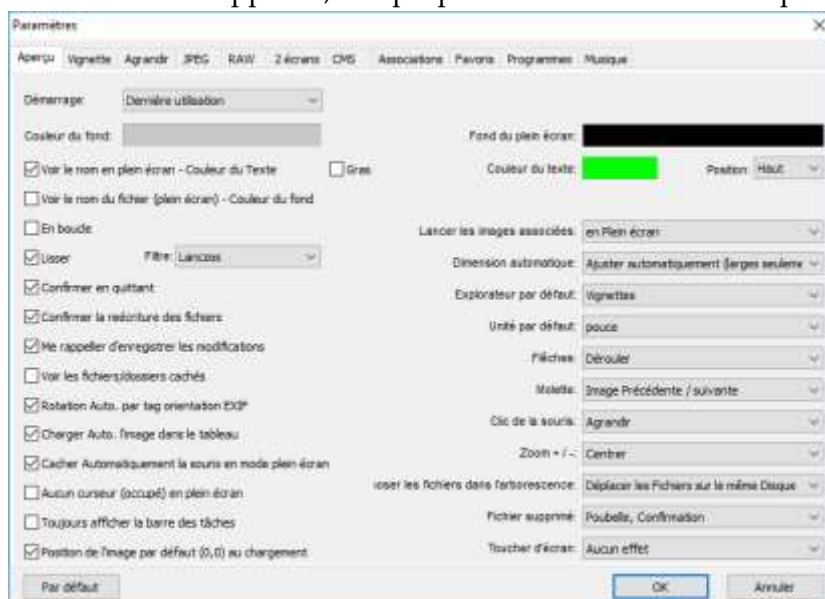 Paramètres
Aperçu Vignette Agrandir JPEG RAW 2 écrans CMS Associations Favoris Programmes Musique
Démarrage: Dernière utilisation
Couleur du fond: Fond du plein écran:
Voir le nom en plein écran - Couleur du Texte Gras Couleur du texte: Position: Haut
Voir le nom du fichier (plein écran) - Couleur du fond
En boucle Lancer les images associées: en Plein écran
Lisser Filtre: Lanczos Dimension automatique: Ajuster automatiquement (larges seuleme
Confirmer en quittant Explorateur par défaut: Vignettes
Confirmer la réécriture des fichiers Unité par défaut: pouce
Me rappeller d'enregistrer les modifications Flèches: Dérouler
Voir les fichiers/dossiers cachés Molette: Image Précédente / suivante
Rotation Auto. par tag orientation EXIF Clic de la souris: Agrandir
Charger Auto. l'image dans le tableau Zoom + / -: Centrer
Cacher Automatiquement la souris en mode plein écran oser les fichiers dans l'arborescence: Déplacer les Fichiers sur le même Disque
Aucun curseur (occupé) en plein écran Fichier supprimé: Poubelle, Confirmation
Toujours afficher la barre des tâches Toucher d'écran: Aucun effet
Position de l'image par défaut (0,0) au chargement
Par défaut OK Annuler